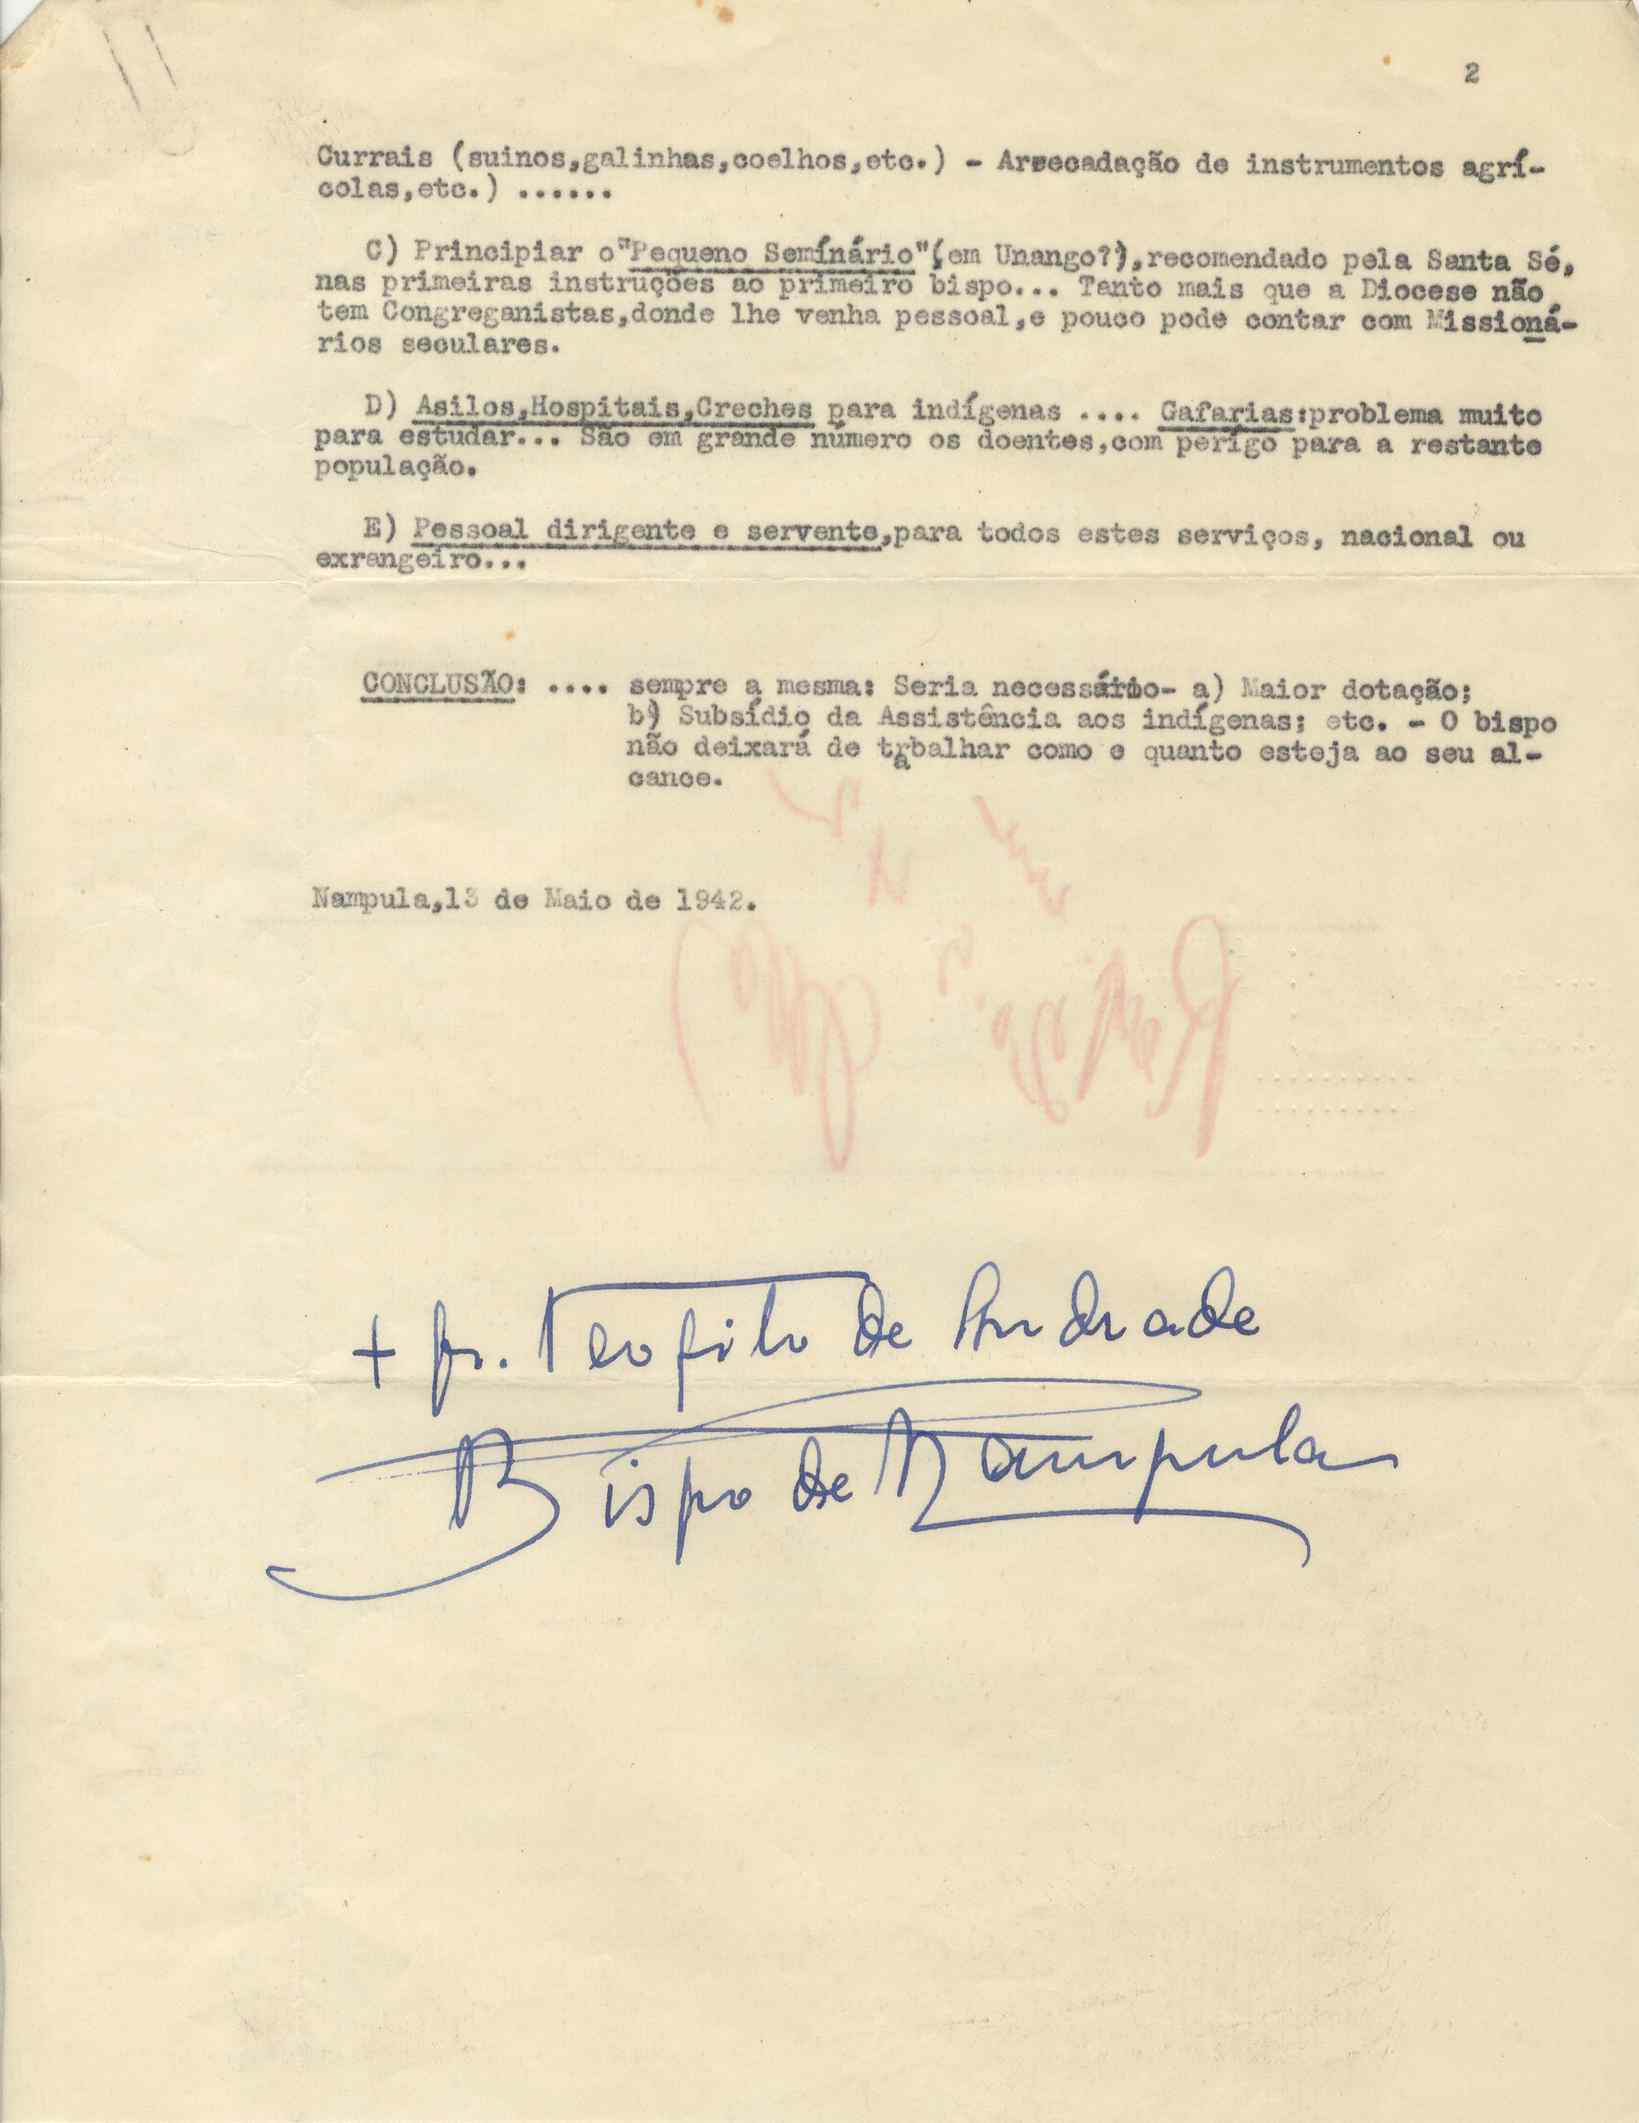 2
Currais (suinos,galinhas,coelhos,etc.) - Arrecadação de instrumentos agrí-
colas,etc.) ......
C) Principiar o"Pequeno Semínário"(em Unango?),recomendado pela Santa Sé,
nas primeiras instruções ao primeiro bispo... Tanto mais que a Diocese não
tem Congreganistas,donde lhe venha pessoal,e pouco pode contar com Missioná-
rios seculares.
D) Asilos,Hospitais,Creches para indígenas .... Gafarias:problema muito
para estudar... São em grande número os doentes,com perigo para a restante
população.
E) Pessoal dirigente e servente,para todos estes serviços, nacional ou
exrangeiro...
CONCLUSÃO: .... sempre a mesma: Seria necessário- a) Maior dotação;
b) Subsídio da Assistência aos indígenas; etc. - O bispo
não deixará de trabalhar como e quanto esteja ao seu al-
cance.
Nampula,13 de Maio de 1942.
+ fr. Teofilo de Andrade
Bispo de Nampula